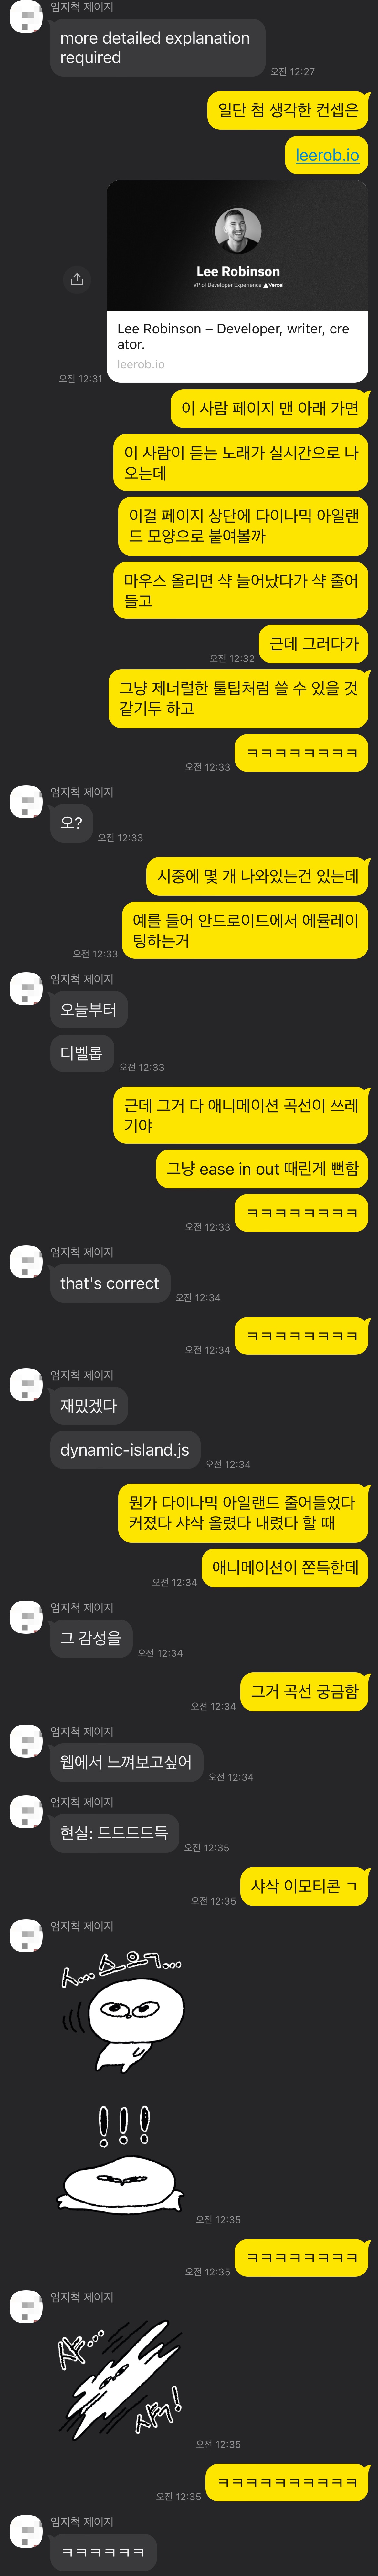 엄지척 제이지
more detailed explanation
required
오전 12:27
일단 첨 생각한 컨셉은
leerob.io
Lee Robinson
VP of Developer Experience ▲Vercel
Lee Robinson – Developer, writer, cre
ator.
leerob.io
오전 12:31
이 사람 페이지 맨 아래 가면
이 사람이 듣는 노래가 실시간으로 나
오는데
이걸 페이지 상단에 다이나믹 아일랜
드 모양으로 붙여볼까
마우스 올리면 샥 늘어났다가 샥 줄어
들고
근데 그러다가
오전 12:32
그냥 제너럴한 툴팁처럼 쓸 수 있을 것
같기두 하고
ㅋㅋㅋㅋㅋㅋㅋㅋ
오전 12:33
엄지척 제이지
오?
오전 12:33
시중에 몇 개 나와있는건 있는데
예를 들어 안드로이드에서 에뮬레이
팅하는거
오전 12:33
엄지척 제이지
오늘부터
디벨롭
오전 12:33
근데 그거 다 애니메이션 곡선이 쓰레
기야
그냥 ease in out 때린게 뻔함
ㅋㅋㅋㅋㅋㅋㅋㅋ
오전 12:33
엄지척 제이지
that's correct
오전 12:34
ㅋㅋㅋㅋㅋㅋㅋㅋ
오전 12:34
엄지척 제이지
재밌겠다
dynamic-island.js
오전 12:34
뭔가 다이나믹 아일랜드 줄어들었다
커졌다 샤삭 올렸다 내렸다 할 때
애니메이션이 쫀득한데
오전 12:34
엄지척 제이지
그 감성을
오전 12:34
그거 곡선 궁금함
오전 12:34
엄지척 제이지
웹에서 느껴보고싶어
오전 12:34
엄지척 제이지
현실: 드드드드득
오전 12:35
샤삭 이모티콘 ㄱ
오전 12:35
엄지척 제이지
ㅅ... 스으ㄱ...
!!!
오전 12:35
ㅋㅋㅋㅋㅋㅋㅋㅋ
오전 12:35
엄지척 제이지
샤...
샤삭!
오전 12:35
ㅋㅋㅋㅋㅋㅋㅋㅋㅋㅋ
오전 12:35
엄지척 제이지
ㅋㅋㅋㅋㅋㅋ